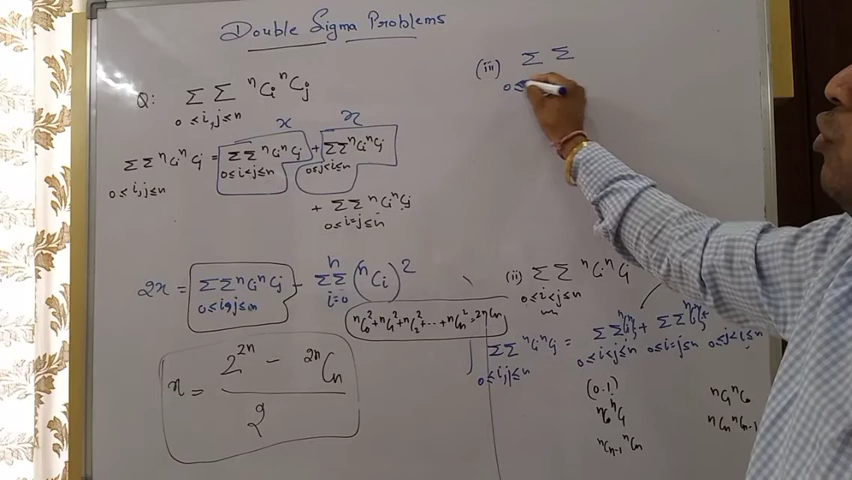 Double Sigma Problems
Q: ΣΣ ⁿCᵢ ⁿCⱼ
0 ≤ i,j ≤ n
x x
ΣΣ ⁿCᵢ ⁿCⱼ = ΣΣ ⁿCᵢ ⁿCⱼ + ΣΣ ⁿCᵢ ⁿCⱼ
0 ≤ i,j ≤ n 0 ≤ i < j ≤ n 0 ≤ j < i ≤ n
+ ΣΣ ⁿCᵢ ⁿCⱼ
0 ≤ i = j ≤ n
2x = ΣΣ ⁿCᵢ ⁿCⱼ − ΣΣ (ⁿCᵢ)²
0 ≤ i,j ≤ n n i=0
ⁿC₀² + ⁿC₁² + ⁿC₂² + ··· + ⁿCₙ² = ²ⁿCₙ
x = (2²ⁿ − ²ⁿCₙ) / 2
(ii) ΣΣ ⁿCᵢ ⁿCⱼ
0 ≤ i < j ≤ n
ΣΣ ⁿCᵢ ⁿCⱼ = ΣΣ ⁿCᵢ ⁿCⱼ + ΣΣ
0 ≤ i,j ≤ n 0 ≤ i < j ≤ n 0 ≤ i = j ≤ n 0 ≤ j < i ≤ n
(0-1)
ⁿC₀ ⁿC₁ ⁿC₁ ⁿC₀
ⁿCₙ₋₁ ⁿCₙ ⁿCₙ ⁿCₙ₋₁
(iii) Σ Σ
0 ≤